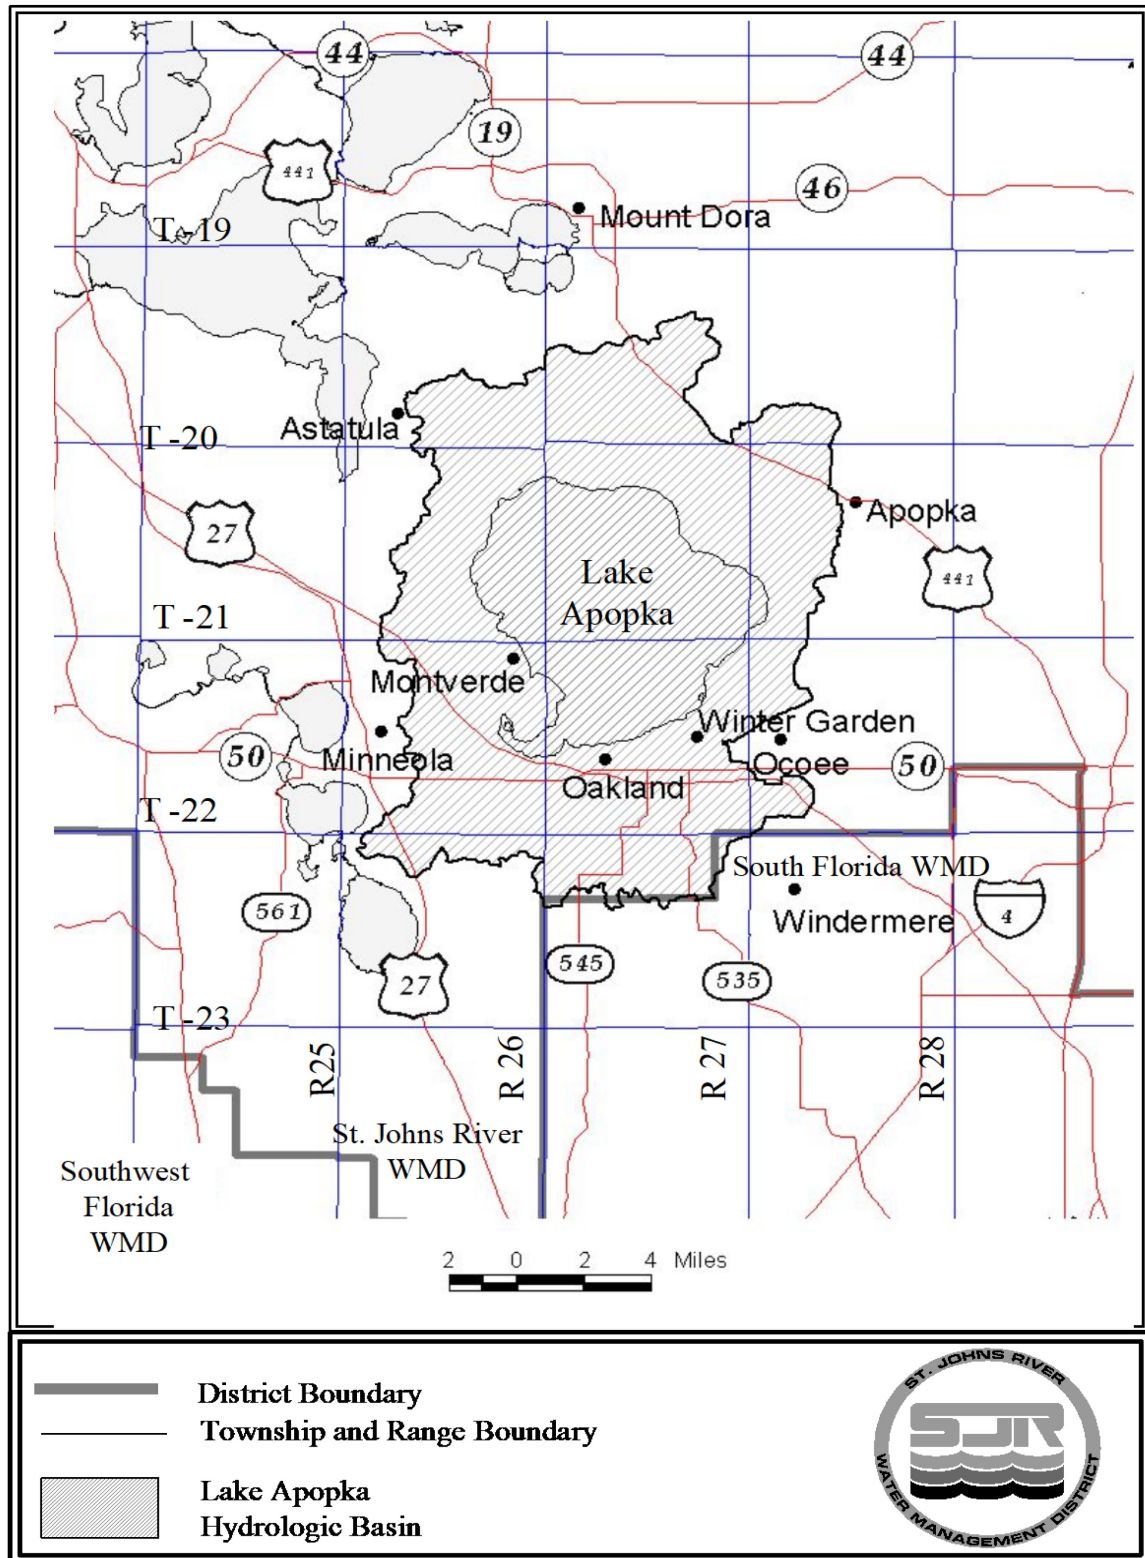 44
44
19
441
46
Mount Dora
T -19
Astatula
T -20
27
Apopka
Lake
Apopka
441
T -21
Montverde
Winter Garden
Minneola
50
Ocoee
50
Oakland
T -22
South Florida WMD
561
Windermere
4
545
535
27
T -23
R25
R 26
R 27
R 28
St. Johns River
WMD
Southwest
Florida
WMD
2 0 2 4 Miles
District Boundary
Township and Range Boundary
Lake Apopka
Hydrologic Basin
ST. JOHNS RIVER
SJR
WATER MANAGEMENT DISTRICT